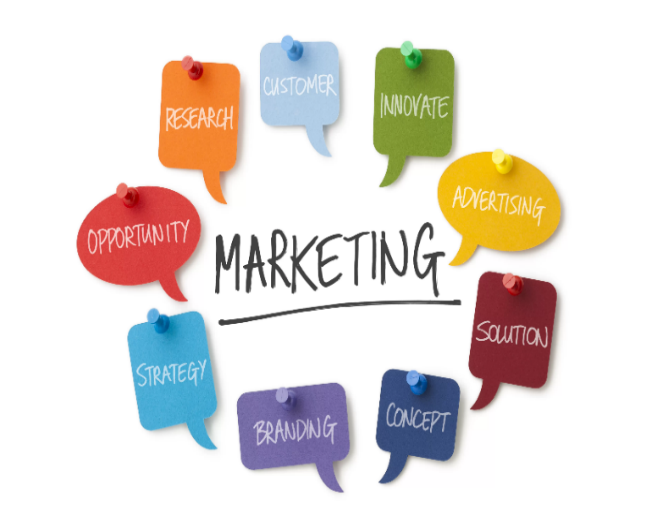 CUSTOMER
INNOVATE
RESEARCH
ADVERTISING
OPPORTUNITY
MARKETING
SOLUTION
STRATEGY
CONCEPT
BRANDING